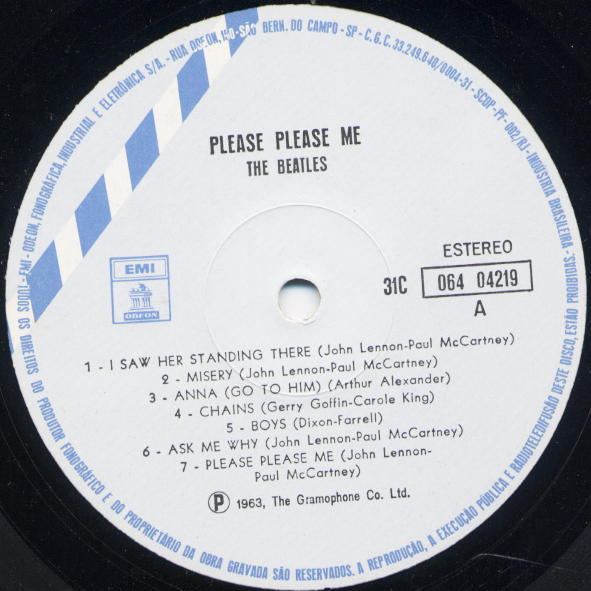 PLEASE PLEASE ME
THE BEATLES
EMI
ODEON
ESTEREO
31C 064 04219
A
1 - I SAW HER STANDING THERE (John Lennon-Paul McCartney)
2 - MISERY (John Lennon-Paul McCartney)
3 - ANNA (GO TO HIM) (Arthur Alexander)
4 - CHAINS (Gerry Goffin-Carole King)
5 - BOYS (Dixon-Farrell)
6 - ASK ME WHY (John Lennon-Paul McCartney)
7 - PLEASE PLEASE ME (John Lennon-
Paul McCartney)
Ⓟ 1963, The Gramophone Co. Ltd.
EMI - ODEON, FONOGRÁFICA, INDUSTRIAL E ELETRÔNICA S/A. - RUA ODEON, 150 - SÃO BERN. DO CAMPO - SP - C.G.C. 33.249.640/0004-31 - SCDP-PF-002/RJ - INDÚSTRIA BRASILEIRA
TODOS OS DIREITOS DO PRODUTOR FONOGRÁFICO E DO PROPRIETÁRIO DA OBRA GRAVADA SÃO RESERVADOS. A REPRODUÇÃO, A EXECUÇÃO PÚBLICA E RADIOTELEDIFUSÃO DESTE DISCO, ESTÃO PROIBIDAS.